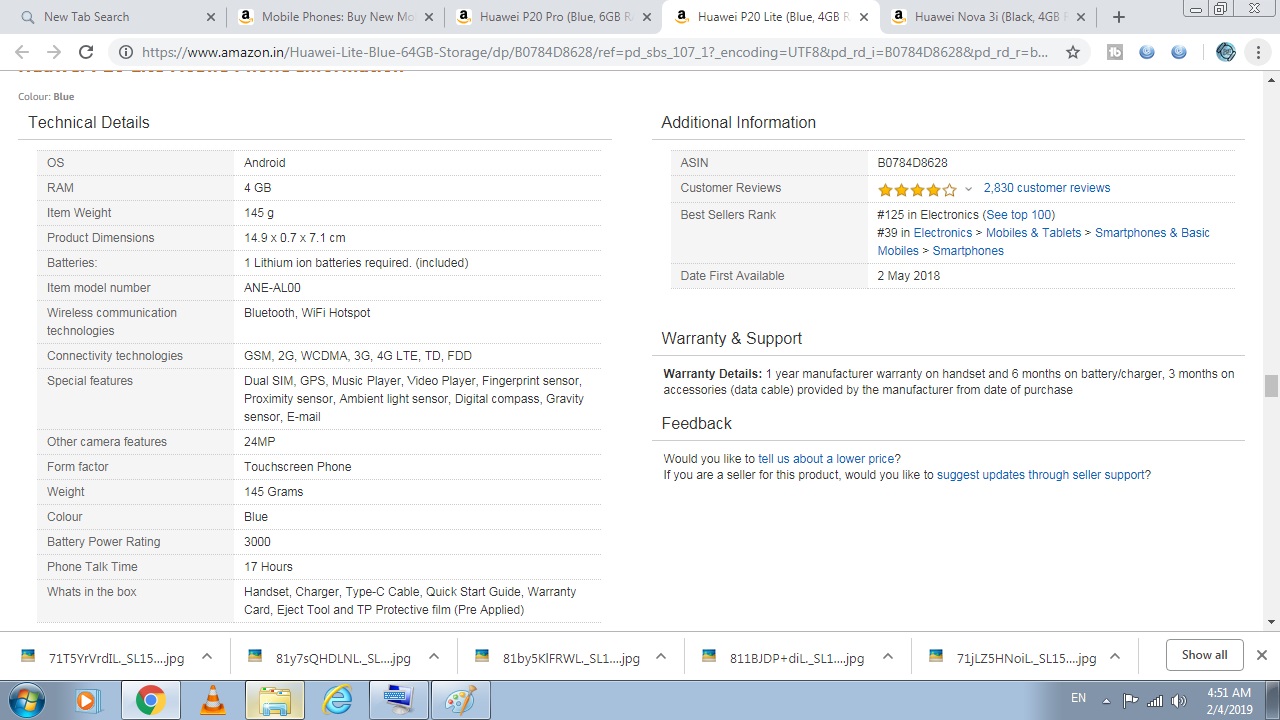 New Tab Search
Mobile Phones: Buy New Mo
Huawei P20 Pro (Blue, 6GB R
Huawei P20 Lite (Blue, 4GB R
Huawei Nova 3i (Black, 4GB F
https://www.amazon.in/Huawei-Lite-Blue-64GB-Storage/dp/B0784D8628/ref=pd_sbs_107_1?_encoding=UTF8&pd_rd_i=B0784D8628&pd_rd_r=b...
Huawei P20 Lite Mobile Phone Information
Colour: Blue
Technical Details
OS Android
RAM 4 GB
Item Weight 145 g
Product Dimensions 14.9 x 0.7 x 7.1 cm
Batteries: 1 Lithium ion batteries required. (included)
Item model number ANE-AL00
Wireless communication technologies Bluetooth, WiFi Hotspot
Connectivity technologies GSM, 2G, WCDMA, 3G, 4G LTE, TD, FDD
Special features Dual SIM, GPS, Music Player, Video Player, Fingerprint sensor,
Proximity sensor, Ambient light sensor, Digital compass, Gravity
sensor, E-mail
Other camera features 24MP
Form factor Touchscreen Phone
Weight 145 Grams
Colour Blue
Battery Power Rating 3000
Phone Talk Time 17 Hours
Whats in the box Handset, Charger, Type-C Cable, Quick Start Guide, Warranty
Card, Eject Tool and TP Protective film (Pre Applied)
Additional Information
ASIN B0784D8628
Customer Reviews 2,830 customer reviews
Best Sellers Rank #125 in Electronics (See top 100)
#39 in Electronics > Mobiles & Tablets > Smartphones & Basic
Mobiles > Smartphones
Date First Available 2 May 2018
Warranty & Support
Warranty Details: 1 year manufacturer warranty on handset and 6 months on battery/charger, 3 months on
accessories (data cable) provided by the manufacturer from date of purchase
Feedback
Would you like to tell us about a lower price?
If you are a seller for this product, would you like to suggest updates through seller support?
71T5YrVrdIL._SL15....jpg
81y7sQHDLNL._SL....jpg
81by5KlFRWL._SL1....jpg
811BJDP+diL._SL1....jpg
71jLZ5HNoiL._SL15....jpg
Show all
EN
4:51 AM
2/4/2019